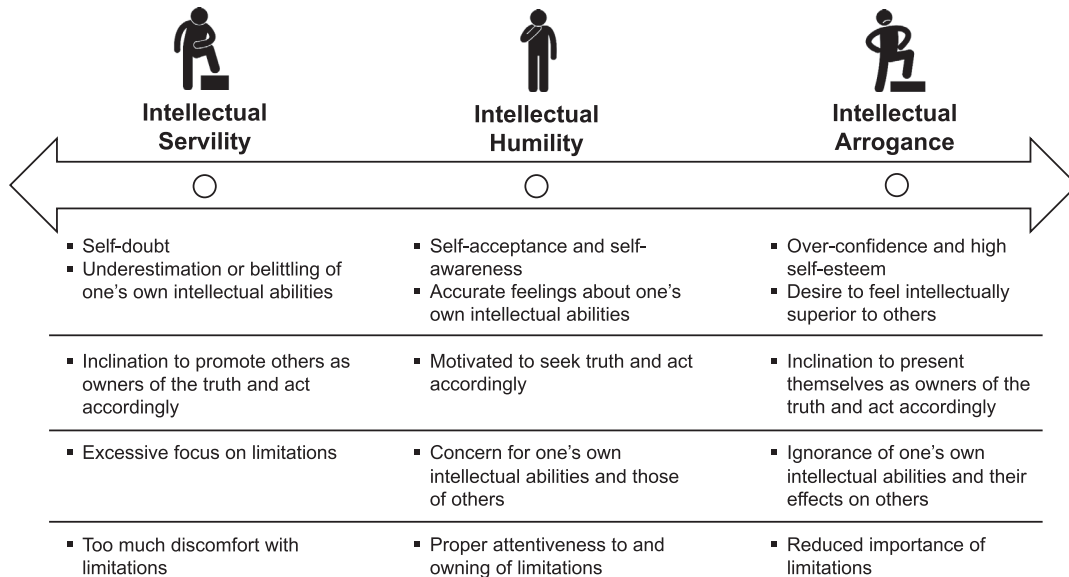 Intellectual
Servility
Intellectual
Humility
Intellectual
Arrogance
▪ Self-doubt
▪ Underestimation or belittling of
one’s own intellectual abilities
▪ Self-acceptance and self-
awareness
▪ Accurate feelings about one’s
own intellectual abilities
▪ Over-confidence and high
self-esteem
▪ Desire to feel intellectually
superior to others
▪ Inclination to promote others as
owners of the truth and act
accordingly
▪ Motivated to seek truth and act
accordingly
▪ Inclination to present
themselves as owners of the
truth and act accordingly
▪ Excessive focus on limitations
▪ Concern for one’s own
intellectual abilities and those
of others
▪ Ignorance of one’s own
intellectual abilities and their
effects on others
▪ Too much discomfort with
limitations
▪ Proper attentiveness to and
owning of limitations
▪ Reduced importance of
limitations